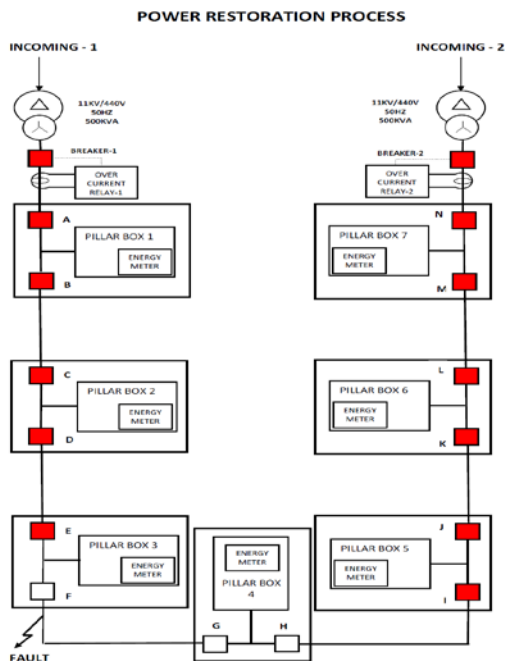 POWER RESTORATION PROCESS
INCOMING - 1
INCOMING - 2
11KV/440V
50HZ
500KVA
11KV/440V
50HZ
500KVA
BREAKER-1
BREAKER-2
OVER
CURRENT
RELAY-1
OVER
CURRENT
RELAY-2
A
PILLAR BOX 1
ENERGY
METER
B
N
PILLAR BOX 7
ENERGY
METER
M
C
PILLAR BOX 2
ENERGY
METER
D
L
PILLAR BOX 6
ENERGY
METER
K
E
PILLAR BOX 3
ENERGY
METER
F
ENERGY
METER
PILLAR BOX
4
G
H
J
PILLAR BOX 5
ENERGY
METER
I
FAULT